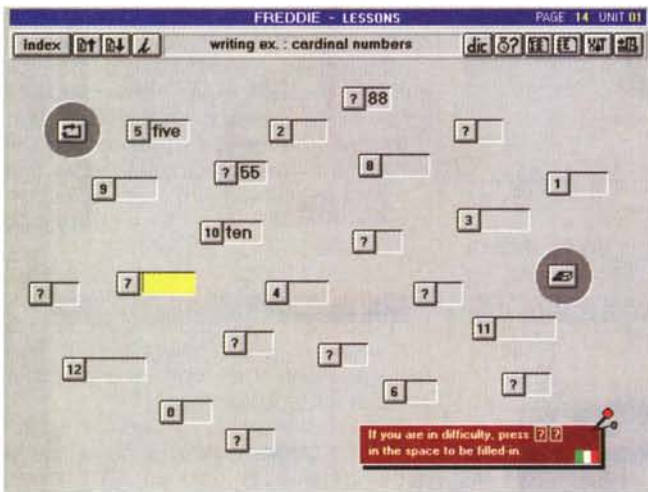 FREDDIE - LESSONS PAGE 14 UNIT 01
index i writing ex. : cardinal numbers dic
? 88
5 five 2 ?
? 55 8
9 1
3
10 ten ?
7
? 4 ?
11
?
?
12 6 ?
0
?
If you are in difficulty, press ? ?
in the space to be filled-in.